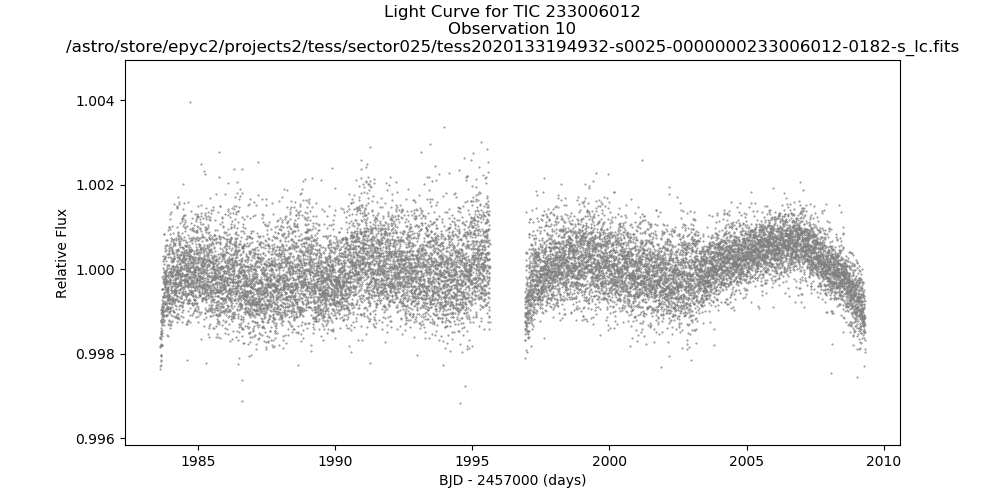 Light Curve for TIC 233006012
Observation 10
/astro/store/epyc2/projects2/tess/sector025/tess2020133194932-s0025-0000000233006012-0182-s_lc.fits
1.004
1.002
1.000
0.998
0.996
Relative Flux
1985
1990
1995
2000
2005
2010
BJD - 2457000 (days)